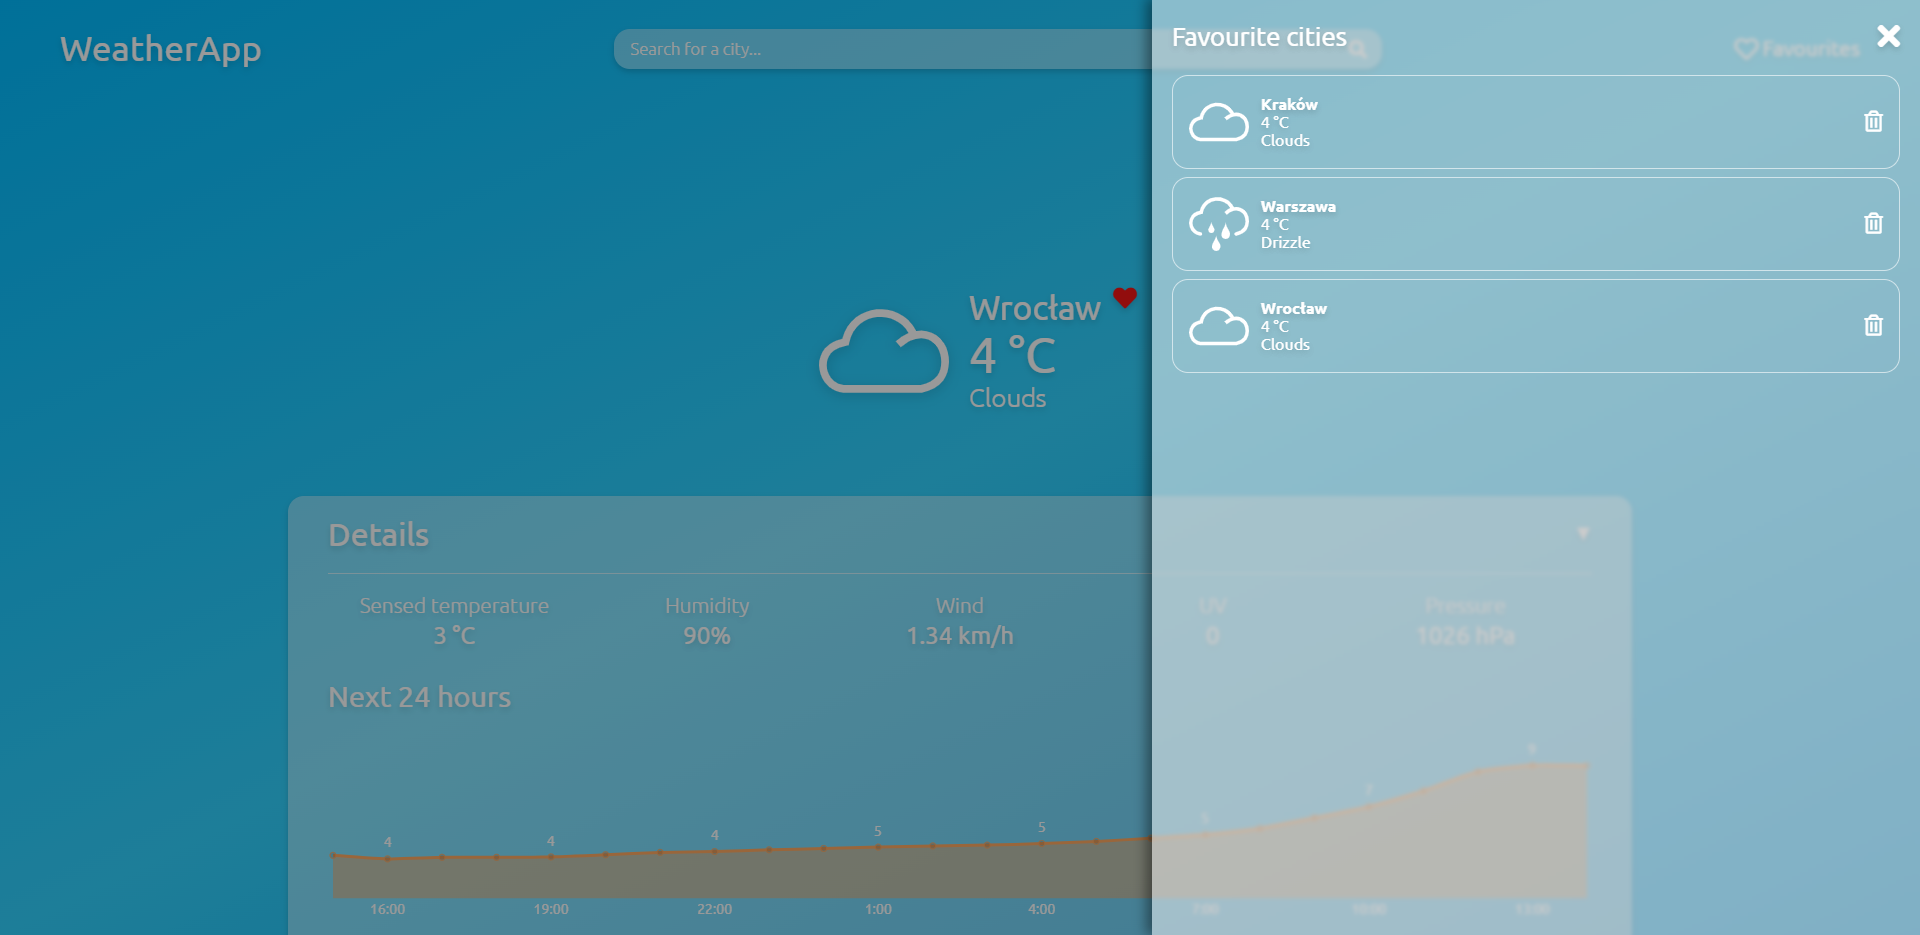 WeatherApp
Search for a city...
Favourites
Favourite cities
Kraków
4 °C
Clouds
Warszawa
4 °C
Drizzle
Wrocław
4 °C
Clouds
Wrocław
4 °C
Clouds
Details
Sensed temperature
3 °C
Humidity
90%
Wind
1.34 km/h
UV
0
Pressure
1026 hPa
Next 24 hours
4 4 4 5 5 5 7 9
16:00 19:00 22:00 1:00 4:00 7:00 10:00 13:00